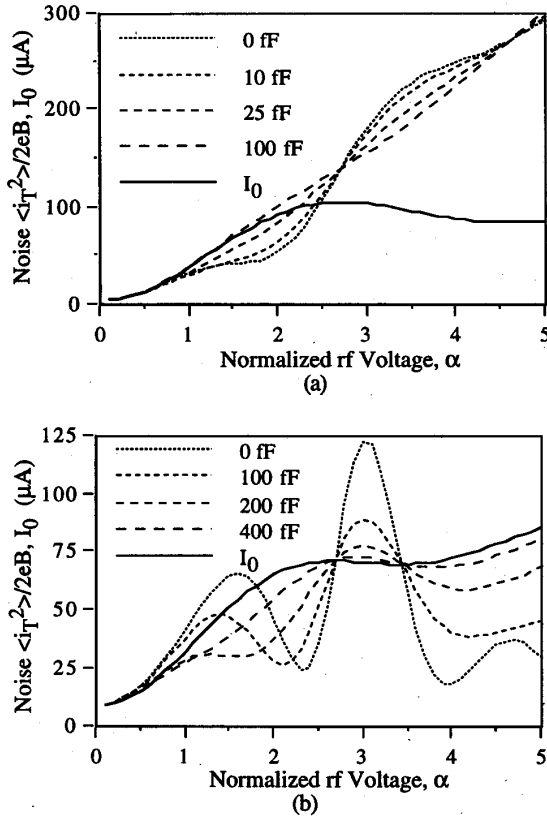 300
200
100
0
Noise <i_T²>/2eB, I₀ (μA)
0 fF
10 fF
25 fF
100 fF
I₀
0 1 2 3 4 5
Normalized rf Voltage, α
(a)
125
100
75
50
25
0
Noise <i_T²>/2eB, I₀ (μA)
0 fF
100 fF
200 fF
400 fF
I₀
0 1 2 3 4 5
Normalized rf Voltage, α
(b)